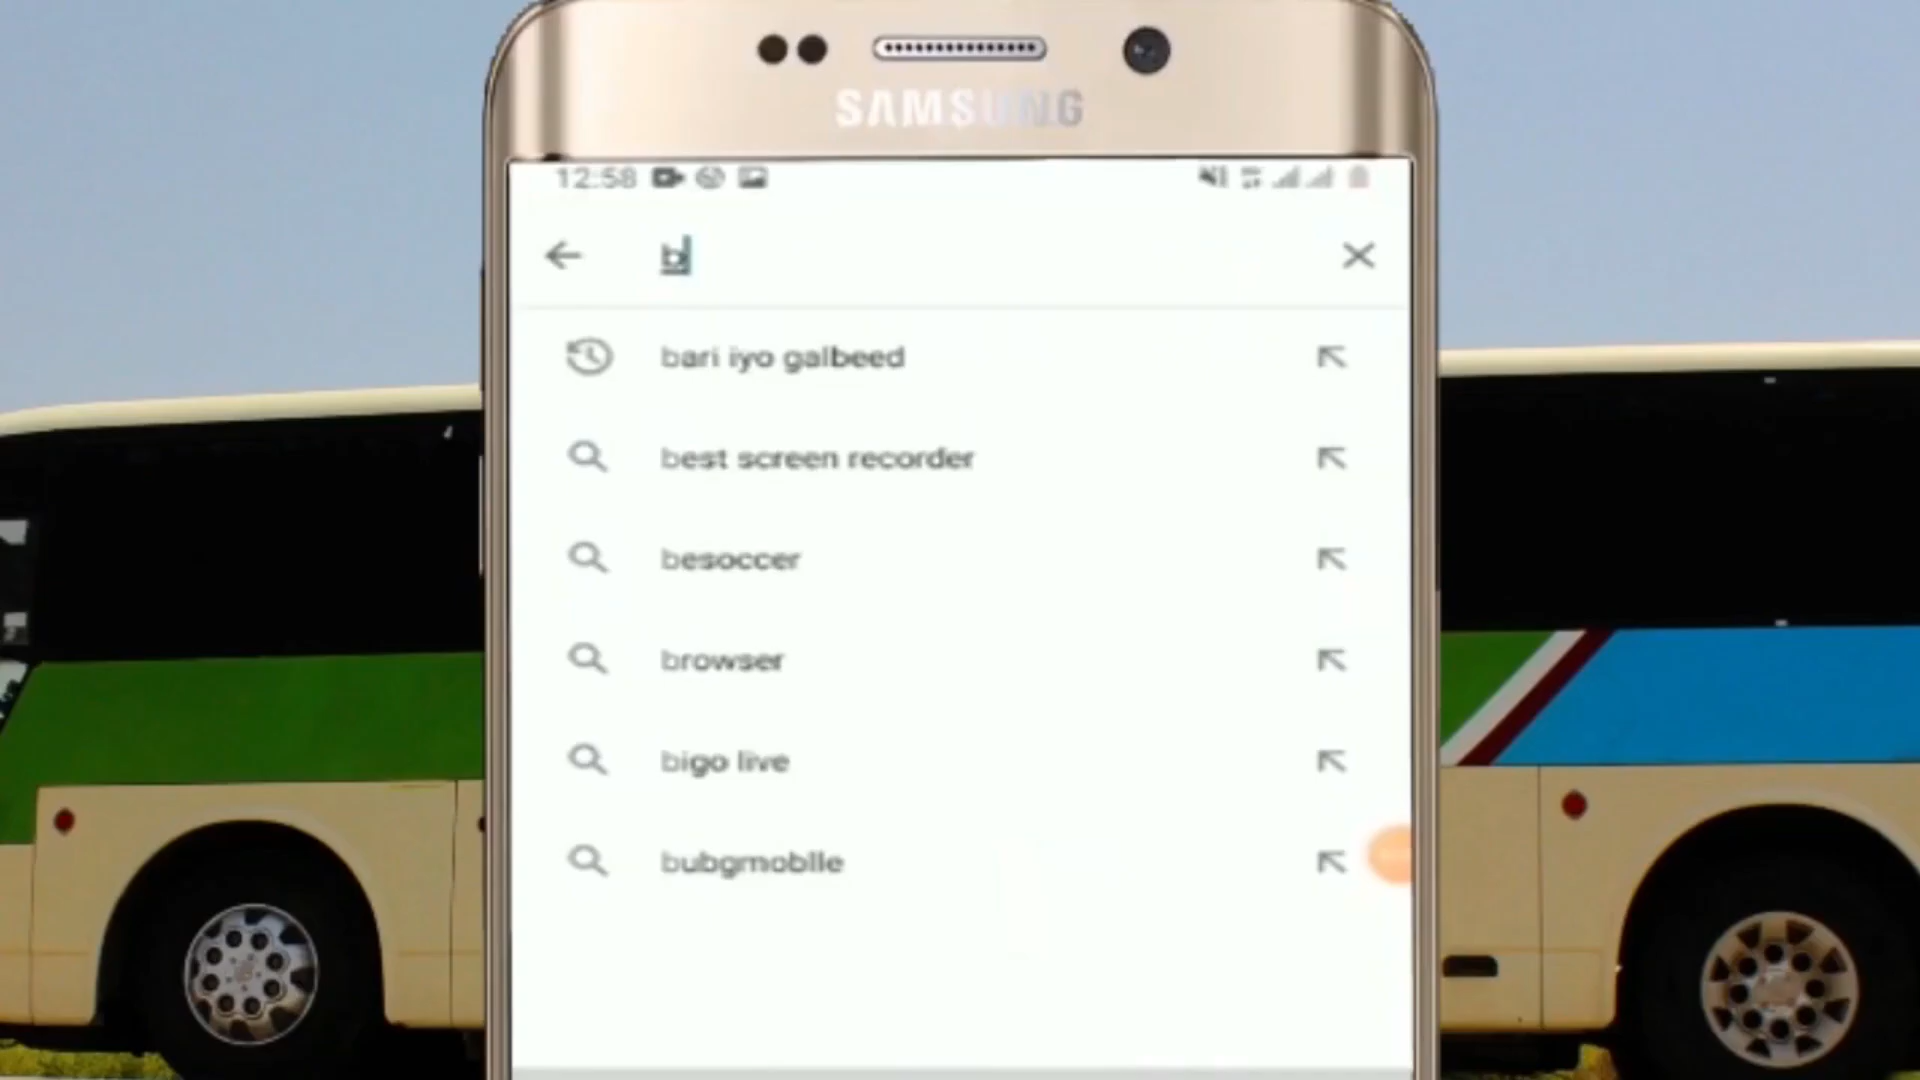 SAMSUNG
12:58
b
bari iyo galbeed
best screen recorder
besoccer
browser
bigo live
bubgmobile